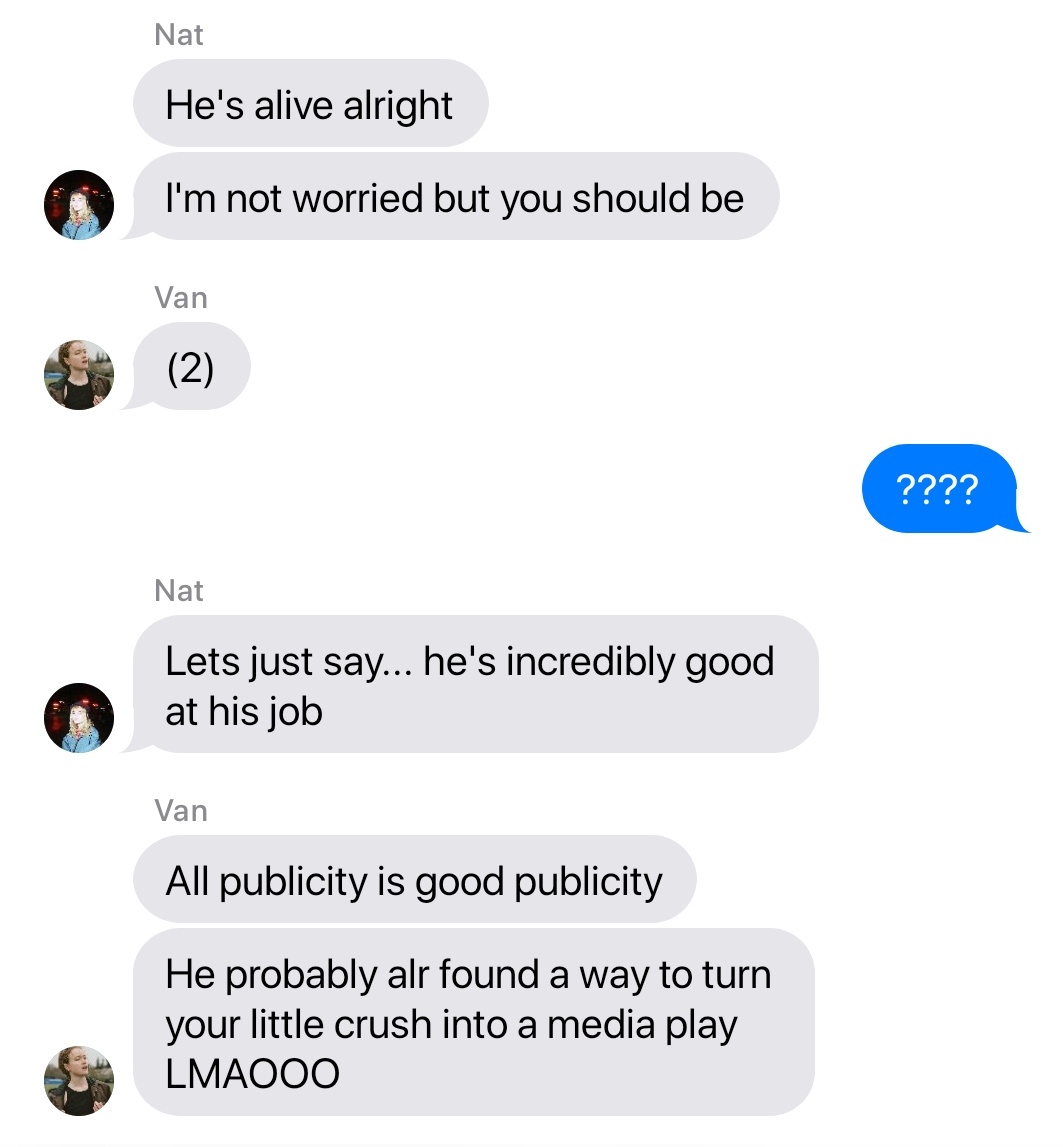 Nat
He's alive alright
I'm not worried but you should be
Van
(2)
????
Nat
Lets just say... he's incredibly good
at his job
Van
All publicity is good publicity
He probably alr found a way to turn
your little crush into a media play
LMAOOO